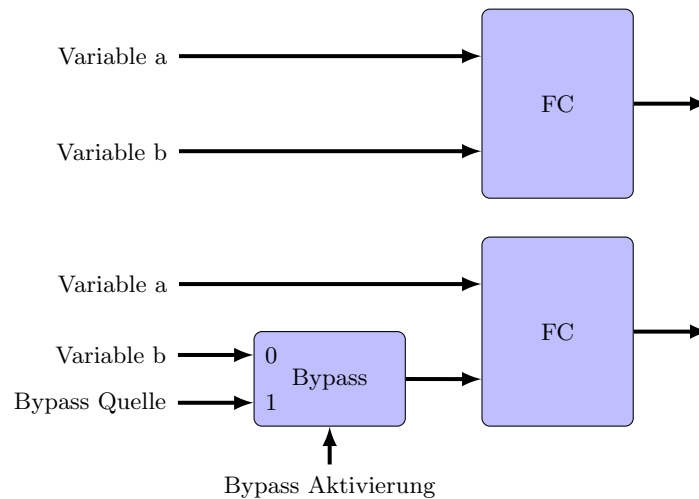 Variable a
FC
Variable b
Variable a
FC
Variable b
0
Bypass
Bypass Quelle
1
Bypass Aktivierung